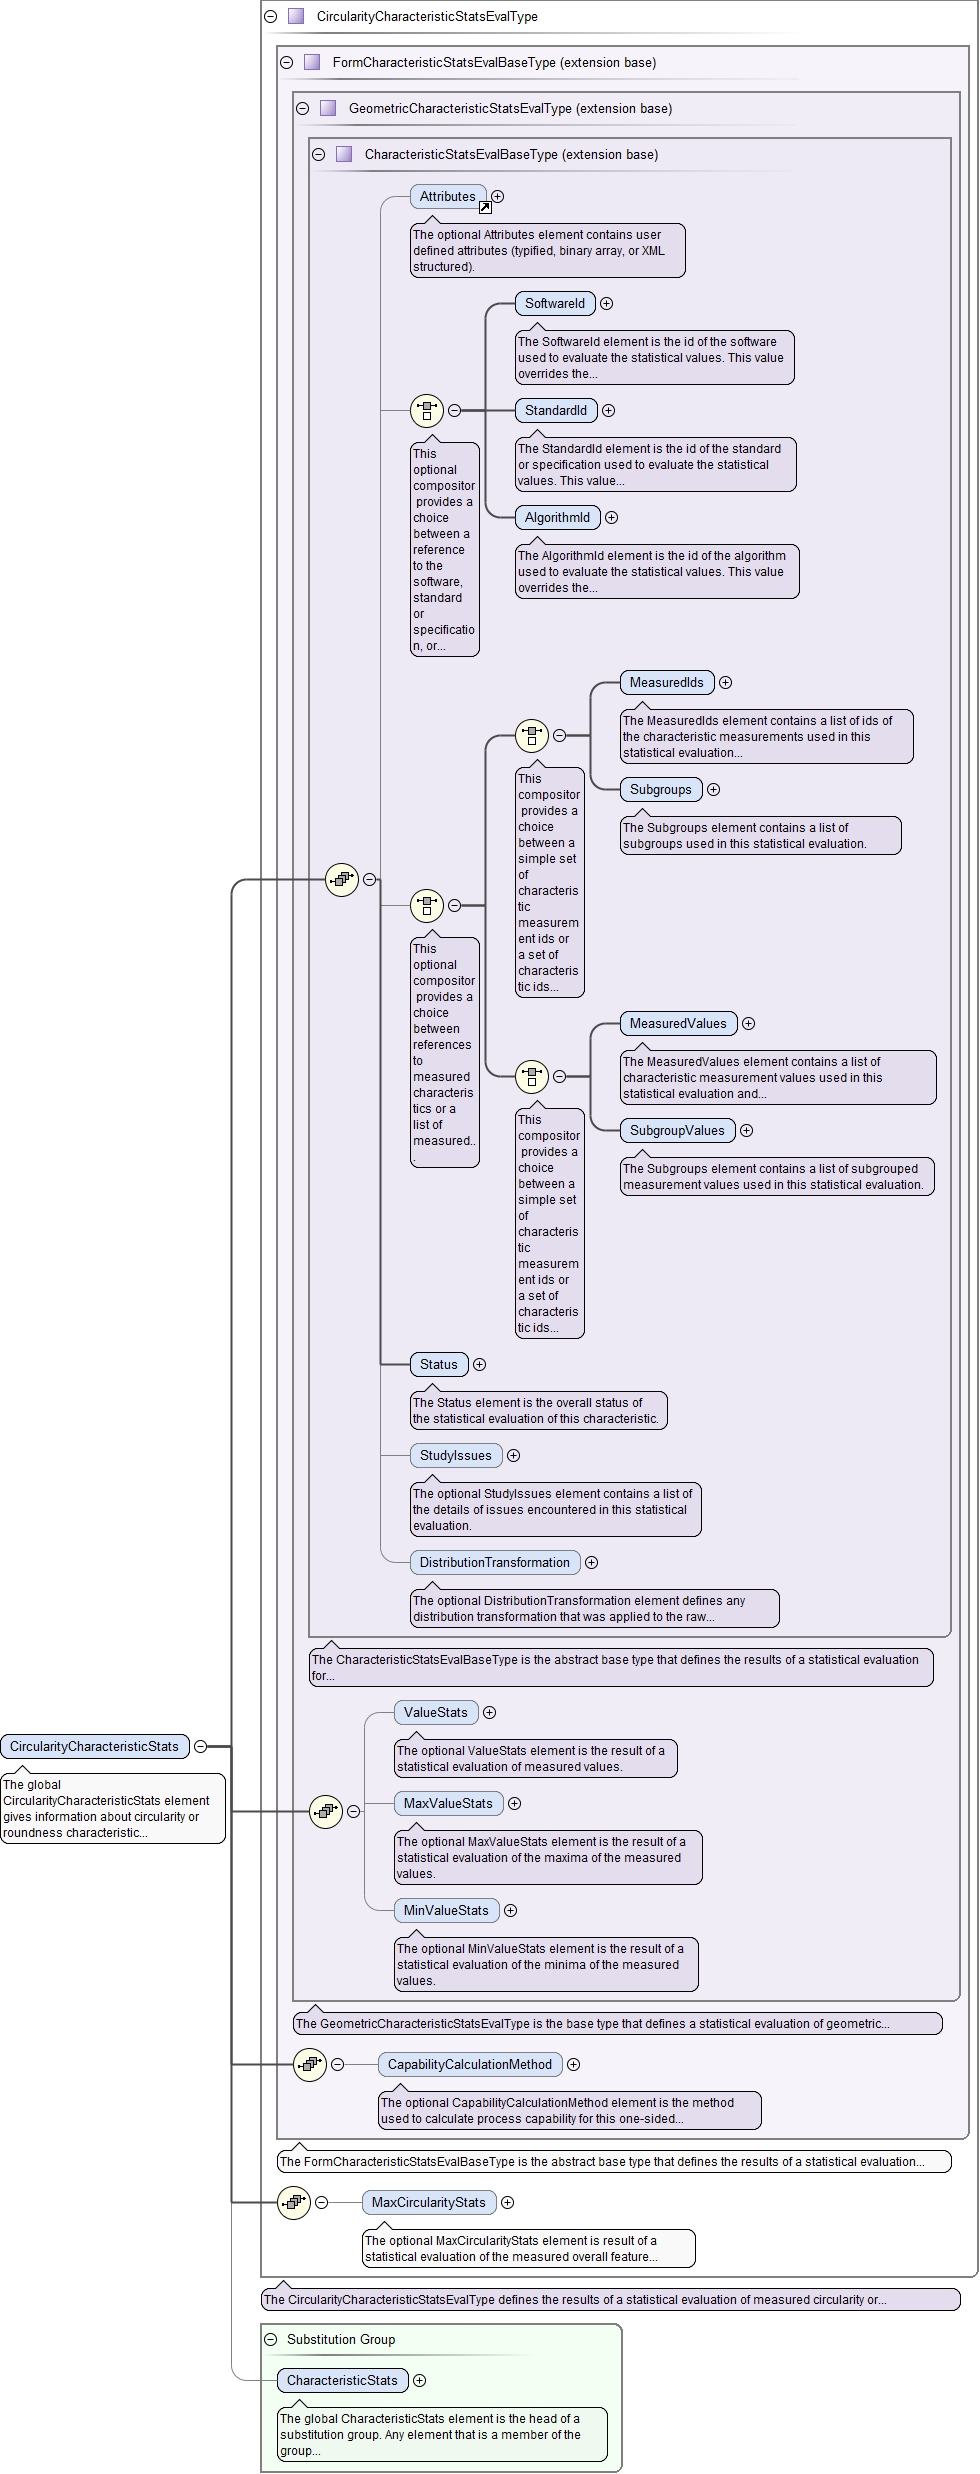 CircularityCharacteristicStatsEvalType
FormCharacteristicStatsEvalBaseType (extension base)
GeometricCharacteristicStatsEvalType (extension base)
CharacteristicStatsEvalBaseType (extension base)
Attributes
The optional Attributes element contains user
defined attributes (typified, binary array, or XML
structured).
SoftwareId
The SoftwareId element is the id of the software
used to evaluate the statistical values. This value
overrides the...
StandardId
The StandardId element is the id of the standard
or specification used to evaluate the statistical
values. This value...
AlgorithmId
The AlgorithmId element is the id of the algorithm
used to evaluate the statistical values. This value
overrides the...
This
optional
compositor
provides a
choice
between a
reference
to the
software,
standard
or
specificatio
n, or...
MeasuredIds
The MeasuredIds element contains a list of ids of
the characteristic measurements used in this
statistical evaluation...
Subgroups
The Subgroups element contains a list of
subgroups used in this statistical evaluation.
This
compositor
provides a
choice
between a
simple set
of
characteris
tic
measurem
ent ids or
a set of
characteris
tic ids...
This
optional
compositor
provides a
choice
between
references
to
measured
characteris
tics or a
list of
measured..
.
MeasuredValues
The MeasuredValues element contains a list of
characteristic measurement values used in this
statistical evaluation and...
SubgroupValues
The Subgroups element contains a list of subgrouped
measurement values used in this statistical evaluation.
This
compositor
provides a
choice
between a
simple set
of
characteris
tic
measurem
ent ids or
a set of
characteris
tic ids...
Status
The Status element is the overall status of
the statistical evaluation of this characteristic.
StudyIssues
The optional StudyIssues element contains a list of
the details of issues encountered in this statistical
evaluation.
DistributionTransformation
The optional DistributionTransformation element defines any
distribution transformation that was applied to the raw...
The CharacteristicStatsEvalBaseType is the abstract base type that defines the results of a statistical evaluation
for...
ValueStats
The optional ValueStats element is the result of a
statistical evaluation of measured values.
CircularityCharacteristicStats
The global
CircularityCharacteristicStats element
gives information about circularity or
roundness characteristic...
MaxValueStats
The optional MaxValueStats element is the result of a
statistical evaluation of the maxima of the measured
values.
MinValueStats
The optional MinValueStats element is the result of a
statistical evaluation of the minima of the measured
values.
The GeometricCharacteristicStatsEvalType is the base type that defines a statistical evaluation of geometric...
CapabilityCalculationMethod
The optional CapabilityCalculationMethod element is the method
used to calculate process capability for this one-sided...
The FormCharacteristicStatsEvalBaseType is the abstract base type that defines the results of a statistical evaluation...
MaxCircularityStats
The optional MaxCircularityStats element is result of a
statistical evaluation of the measured overall feature...
The CircularityCharacteristicStatsEvalType defines the results of a statistical evaluation of measured circularity or...
Substitution Group
CharacteristicStats
The global CharacteristicStats element is the head of a
substitution group. Any element that is a member of the
group...